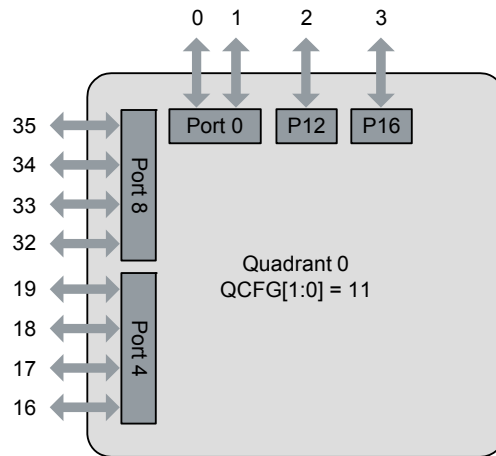 0 1 2 3
Port 0 P12 P16
35
34
33
32
Port 8
19
18
17
16
Port 4
Quadrant 0
QCFG[1:0] = 11